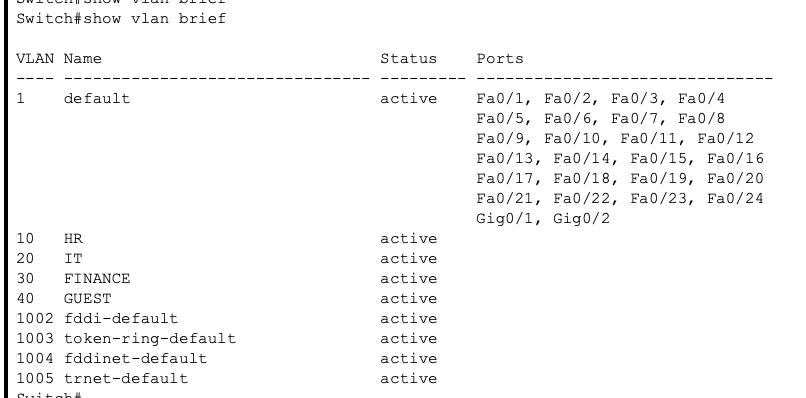 Switch#show vlan brief
Switch#show vlan brief
VLAN Name Status Ports
---- -------------------------------- --------- -------------------------------
1 default active Fa0/1, Fa0/2, Fa0/3, Fa0/4
Fa0/5, Fa0/6, Fa0/7, Fa0/8
Fa0/9, Fa0/10, Fa0/11, Fa0/12
Fa0/13, Fa0/14, Fa0/15, Fa0/16
Fa0/17, Fa0/18, Fa0/19, Fa0/20
Fa0/21, Fa0/22, Fa0/23, Fa0/24
Gig0/1, Gig0/2
10 HR active
20 IT active
30 FINANCE active
40 GUEST active
1002 fddi-default active
1003 token-ring-default active
1004 fddinet-default active
1005 trnet-default active
Switch#